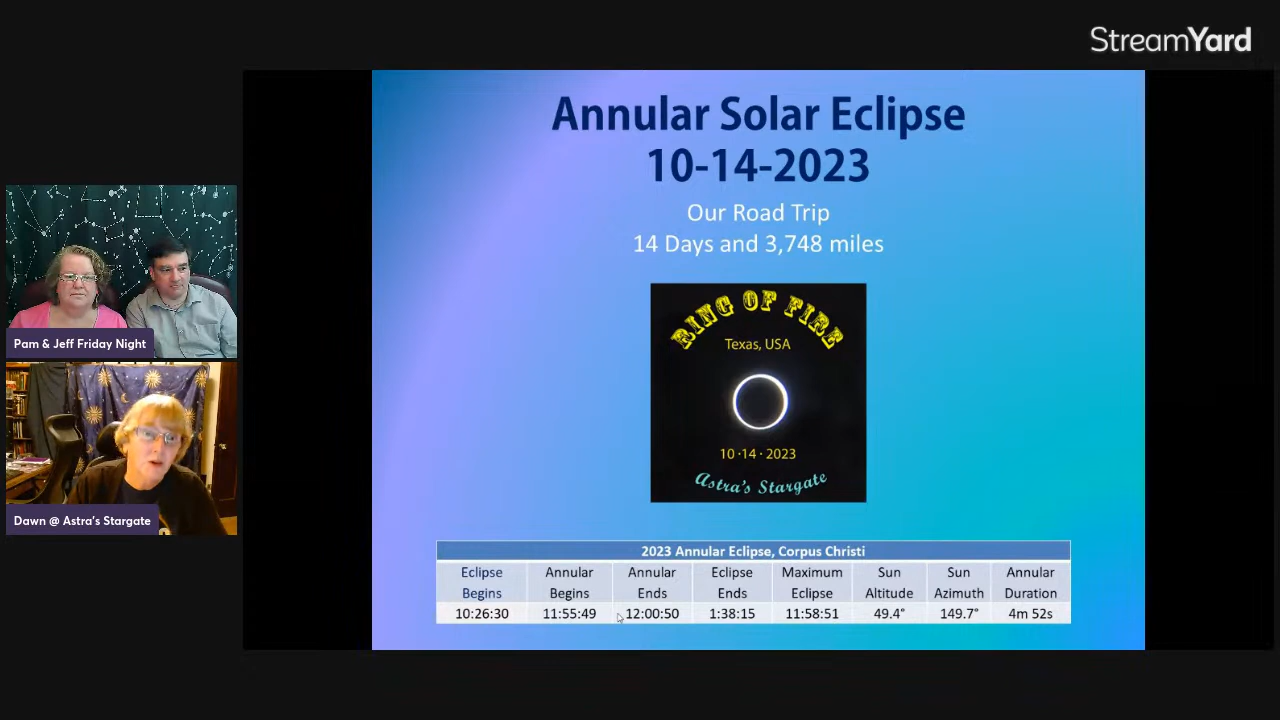 StreamYard
Annular Solar Eclipse
10-14-2023
Our Road Trip
14 Days and 3,748 miles
RING OF FIRE
Texas, USA
10·14·2023
Astra's Stargate
Pam & Jeff Friday Night
Dawn @ Astra's Stargate
2023 Annular Eclipse, Corpus Christi
Eclipse Begins Annular Begins Annular Ends Eclipse Ends Maximum Eclipse Sun Altitude Sun Azimuth Annular Duration
10:26:30 11:55:49 12:00:50 1:38:15 11:58:51 49.4° 149.7° 4m 52s